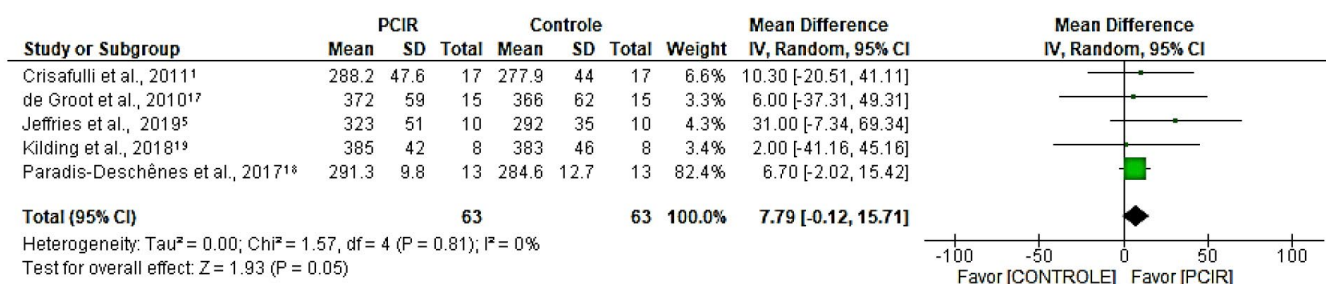 PCIR Controle Mean Difference Mean Difference
Study or Subgroup Mean SD Total Mean SD Total Weight IV, Random, 95% CI IV, Random, 95% CI
Crisafulli et al., 2011¹ 288.2 47.6 17 277.9 44 17 6.6% 10.30 [-20.51, 41.11]
de Groot et al., 2010¹⁷ 372 59 15 366 62 15 3.3% 6.00 [-37.31, 49.31]
Jeffries et al., 2019⁵ 323 51 10 292 35 10 4.3% 31.00 [-7.34, 69.34]
Kilding et al., 2018¹⁹ 385 42 8 383 46 8 3.4% 2.00 [-41.16, 45.16]
Paradis-Deschênes et al., 2017¹⁸ 291.3 9.8 13 284.6 12.7 13 82.4% 6.70 [-2.02, 15.42]
Total (95% CI) 63 63 100.0% 7.79 [-0.12, 15.71]
Heterogeneity: Tau² = 0.00; Chi² = 1.57, df = 4 (P = 0.81); I² = 0%
Test for overall effect: Z = 1.93 (P = 0.05)
-100 -50 0 50 100
Favor [CONTROLE] Favor [PCIR]